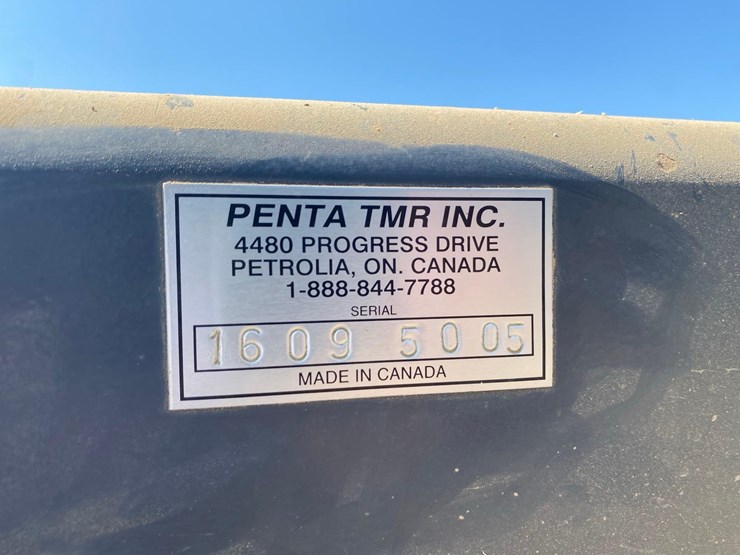 PENTA TMR INC.
4480 PROGRESS DRIVE
PETROLIA, ON. CANADA
1-888-844-7788
SERIAL
1609 5005
MADE IN CANADA